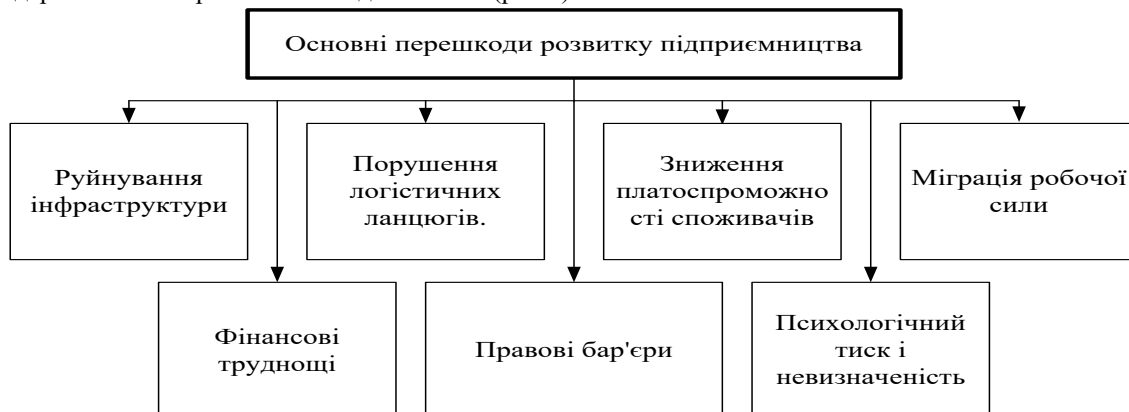 Основні перешкоди розвитку підприємництва
Руйнування
інфраструктури
Порушення
логістичних
ланцюгів.
Зниження
платоспроможно
сті споживачів
Міграція робочої
сили
Фінансові
труднощі
Правові бар'єри
Психологічний
тиск і
невизначеність